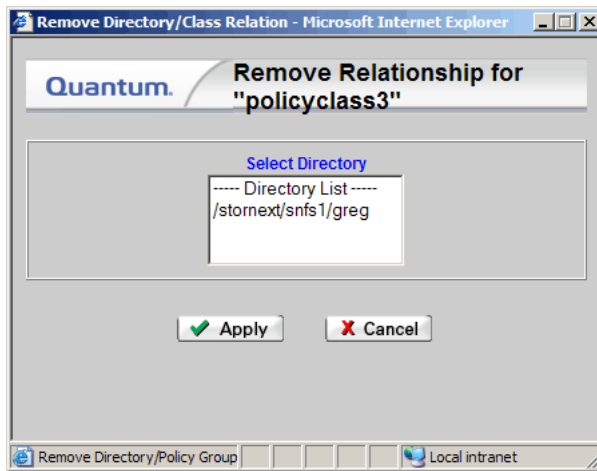 Remove Directory/Class Relation - Microsoft Internet Explorer
Quantum.
Remove Relationship for
"policyclass3"
Select Directory
----- Directory List -----
/stornext/snfs1/greg
Apply
Cancel
Remove Directory/Policy Group
Local intranet